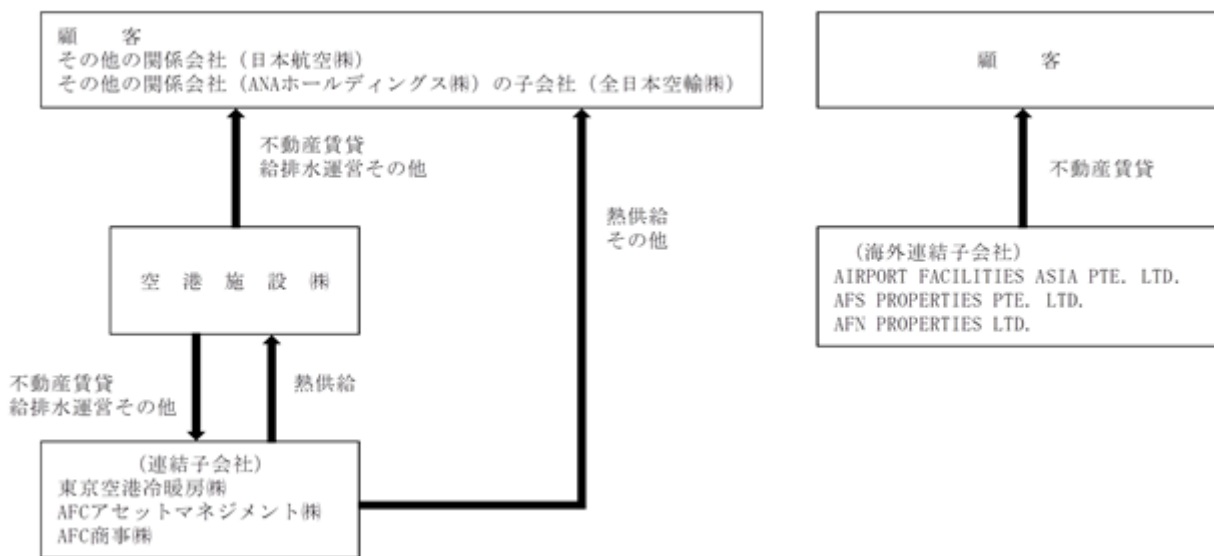 顧　　客
その他の関係会社（日本航空㈱）
その他の関係会社（ANAホールディングス㈱）の子会社（全日本空輸㈱）
顧　　客
不動産賃貸
給排水運営その他
熱供給
その他
不動産賃貸
空　港　施　設　㈱
（海外連結子会社）
AIRPORT FACILITIES ASIA PTE. LTD.
AFS PROPERTIES PTE. LTD.
AFN PROPERTIES LTD.
不動産賃貸
給排水運営その他
熱供給
（連結子会社）
東京空港冷暖房㈱
AFCアセットマネジメント㈱
AFC商事㈱